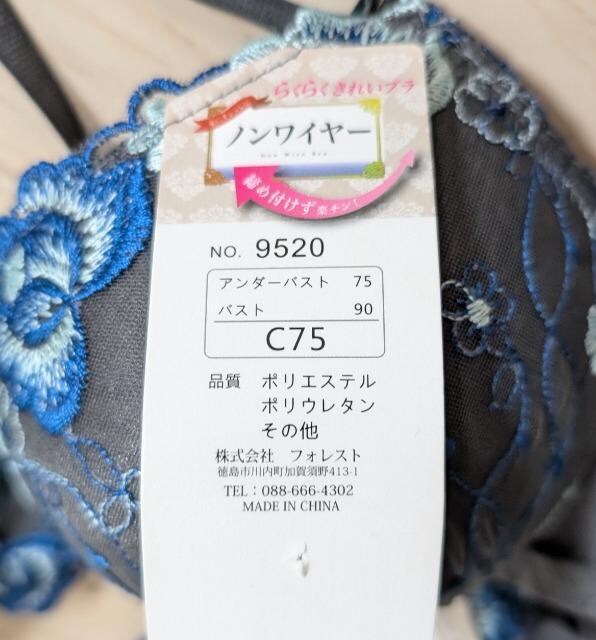 らくらくきれいブラ
ノンワイヤー
Non Wire Bra
締め付けず楽チン!
NO. 9520
アンダーバスト 75
バスト 90
C75
品質 ポリエステル
ポリウレタン
その他
株式会社 フォレスト
徳島市川内町加賀須野413-1
TEL：088-666-4302
MADE IN CHINA